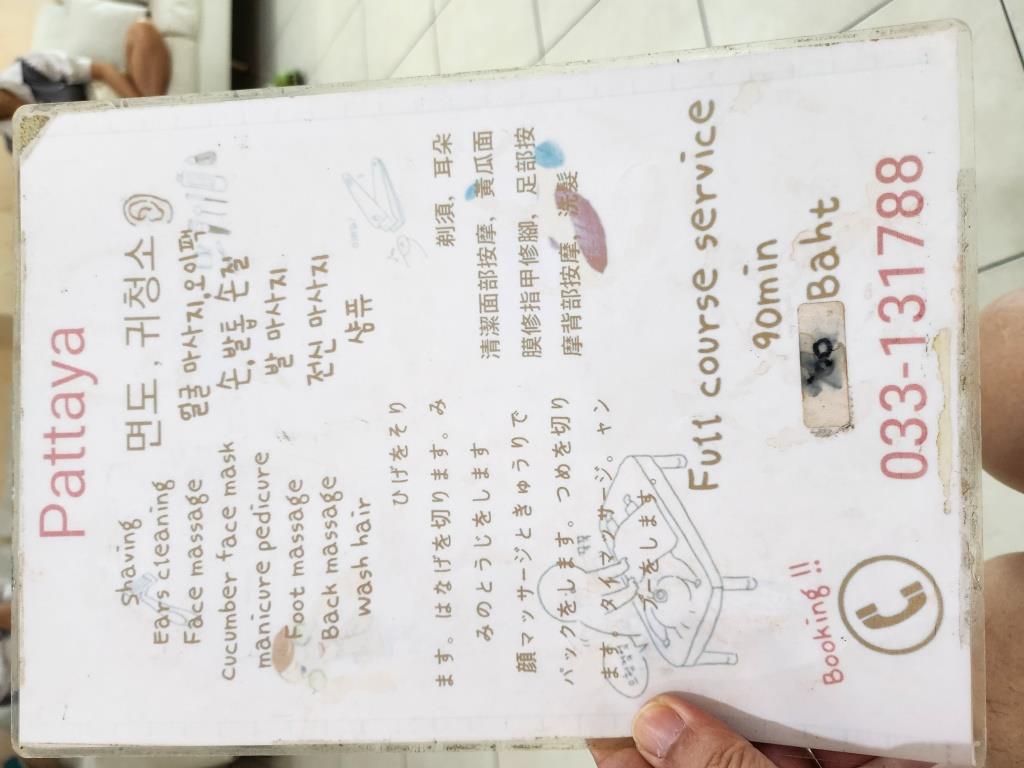 Pattaya
Shaving
Ears cleaning
Face massage
cucumber face mask
manicure pedicure
Foot massage
Back massage
wash hair
면도, 귀청소
얼굴 마사지, 오이팩
손,발톱 손질
발 마사지
전신 마사지
샴푸
ひげをそり
ます。はなげを切ります。み
みのとうじをします
顔マッサージときゅうりで
パックをします。つめを切り
ます。タイマッサージ。ャン
プーをします。
剃須，耳朵
清潔面部按摩，黃瓜面
膜修指甲修腳，足部按
摩背部按摩，洗髮
Full course service
90min
Baht
Booking !!
033-131788